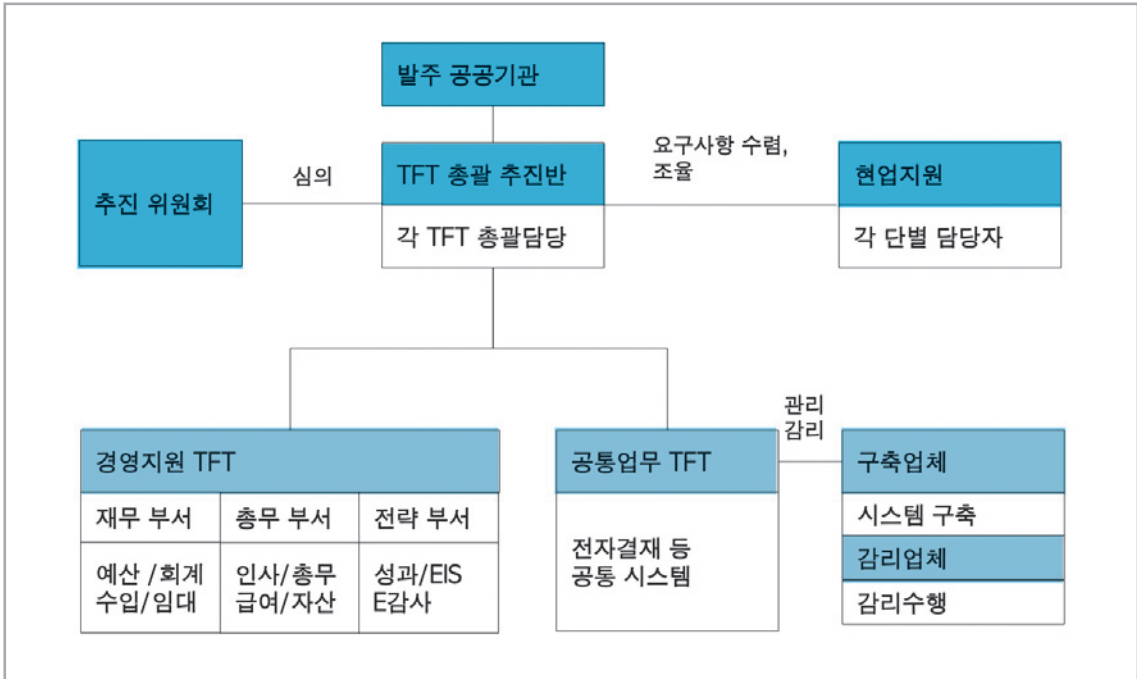 발주 공공기관
추진 위원회
심의
TFT 총괄 추진반
각 TFT 총괄담당
요구사항 수렴,
조율
현업지원
각 단별 담당자
경영지원 TFT
재무 부서
총무 부서
전략 부서
예산 /회계
수입/임대
인사/총무
급여/자산
성과/EIS
E감사
공통업무 TFT
전자결재 등
공통 시스템
관리
감리
구축업체
시스템 구축
감리업체
감리수행